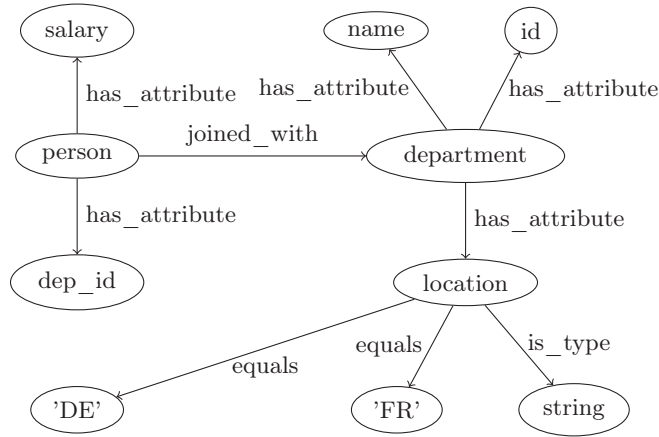 salary
name
id
has_attribute
has_attribute
has_attribute
joined_with
person
department
has_attribute
has_attribute
dep_id
location
equals
equals
is_type
'DE'
'FR'
string